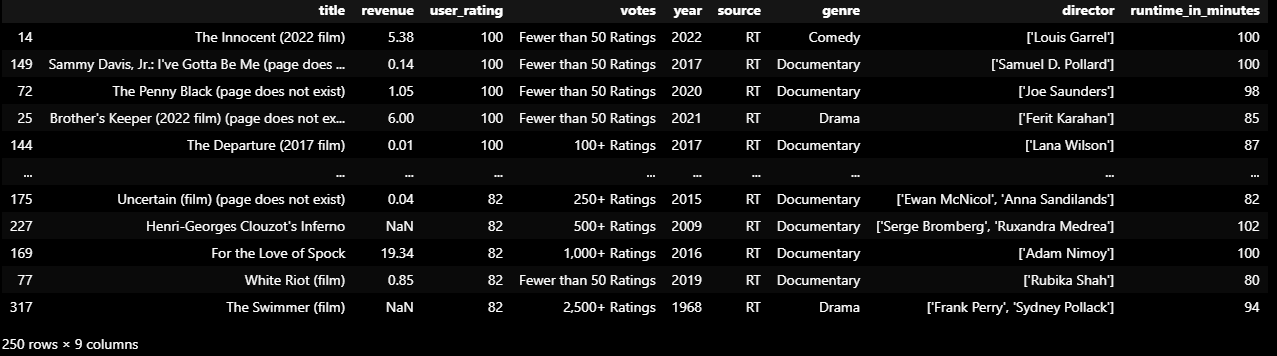 title revenue user_rating votes year source genre director runtime_in_minutes
14 The Innocent (2022 film) 5.38 100 Fewer than 50 Ratings 2022 RT Comedy ['Louis Garrel'] 100
149 Sammy Davis, Jr.: I've Gotta Be Me (page does ... 0.14 100 Fewer than 50 Ratings 2017 RT Documentary ['Samuel D. Pollard'] 100
72 The Penny Black (page does not exist) 1.05 100 Fewer than 50 Ratings 2020 RT Documentary ['Joe Saunders'] 98
25 Brother's Keeper (2022 film) (page does not ex... 6.00 100 Fewer than 50 Ratings 2021 RT Drama ['Ferit Karahan'] 85
144 The Departure (2017 film) 0.01 100 100+ Ratings 2017 RT Documentary ['Lana Wilson'] 87
... ... ... ... ... ... ... ... ... ...
175 Uncertain (film) (page does not exist) 0.04 82 250+ Ratings 2015 RT Documentary ['Ewan McNicol', 'Anna Sandilands'] 82
227 Henri-Georges Clouzot's Inferno NaN 82 500+ Ratings 2009 RT Documentary ['Serge Bromberg', 'Ruxandra Medrea'] 102
169 For the Love of Spock 19.34 82 1,000+ Ratings 2016 RT Documentary ['Adam Nimoy'] 100
77 White Riot (film) 0.85 82 Fewer than 50 Ratings 2019 RT Documentary ['Rubika Shah'] 80
317 The Swimmer (film) NaN 82 2,500+ Ratings 1968 RT Drama ['Frank Perry', 'Sydney Pollack'] 94
250 rows × 9 columns